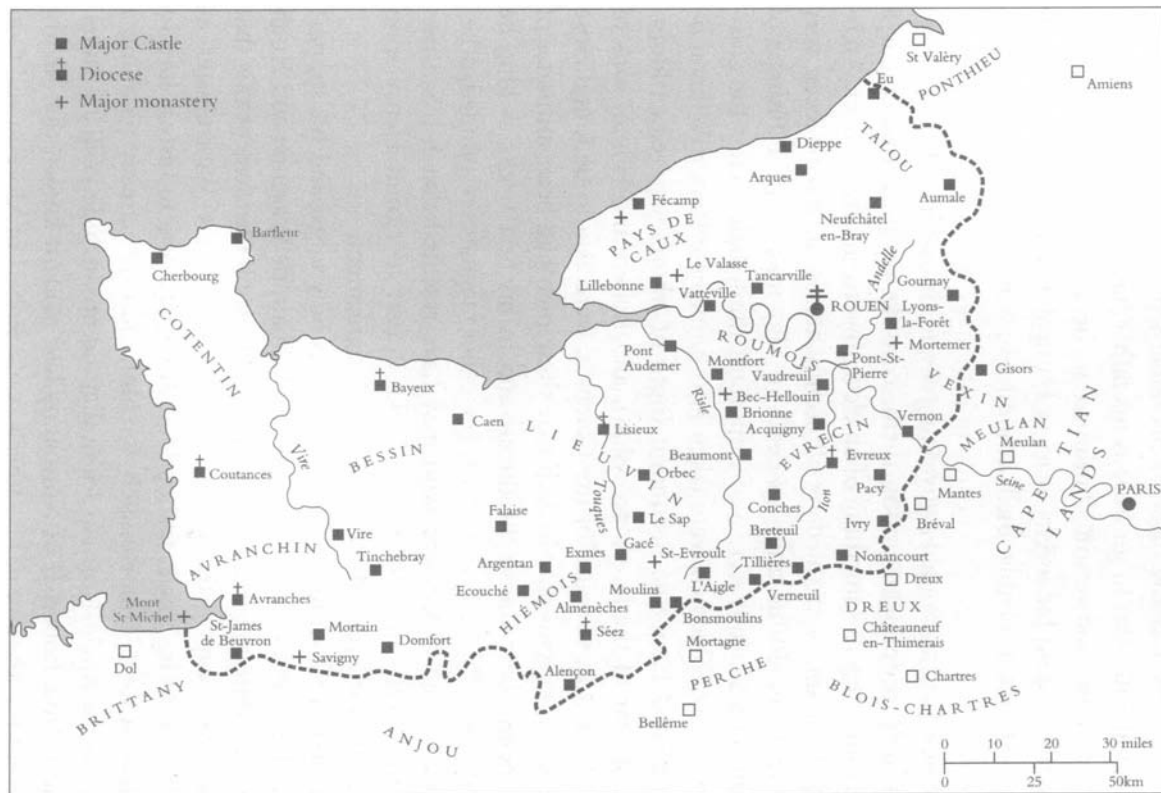 Major Castle
Diocese
Major monastery
St Valèry
PONTHIEU
Amiens
Eu
TALOU
Dieppe
Arques
Aumale
Neufchâtel
en-Bray
Fécamp
PAYS DE
CAUX
Andelle
Barfleur
Cherbourg
Le Valasse
Lillebonne
Tancarville
Vatteville
ROUEN
Gournay
Lyons-
la-Forêt
Mortemer
ROUMOIS
COTENTIN
Pont
Audemer
Montfort
Pont-St-
Pierre
Vaudreuil
VEXIN
Gisors
Risle
Bec-Hellouin
Brionne
Acquigny
Vernon
MEULAN
Meulan
CAPETIAN
LANDS
Bayeux
Caen
LIEUVIN
Lisieux
EVRECIN
Evreux
Seine
PARIS
Vire
BESSIN
Coutances
Beaumont
Orbec
Touques
Pacy
Mantes
Conches
Iton
Bréval
Falaise
Le Sap
Ivry
Vire
AVRANCHIN
Tinchebray
Gacé
Exmes
St-Evroult
Breteuil
Tillières
Nonancourt
Argentan
L'Aigle
Verneuil
Dreux
Ecouché
HIÉMOIS
Almenèches
Moulins
Bonsmoulins
DREUX
Mont
St Michel
Avranches
St-James
de Beuvron
Mortain
Domfort
Séez
Mortagne
Châteauneuf
en-Thimerais
Dol
Savigny
Alençon
PERCHE
Chartres
BRITTANY
Bellême
BLOIS-CHARTRES
ANJOU
0 10 20 30 miles
0 25 50km